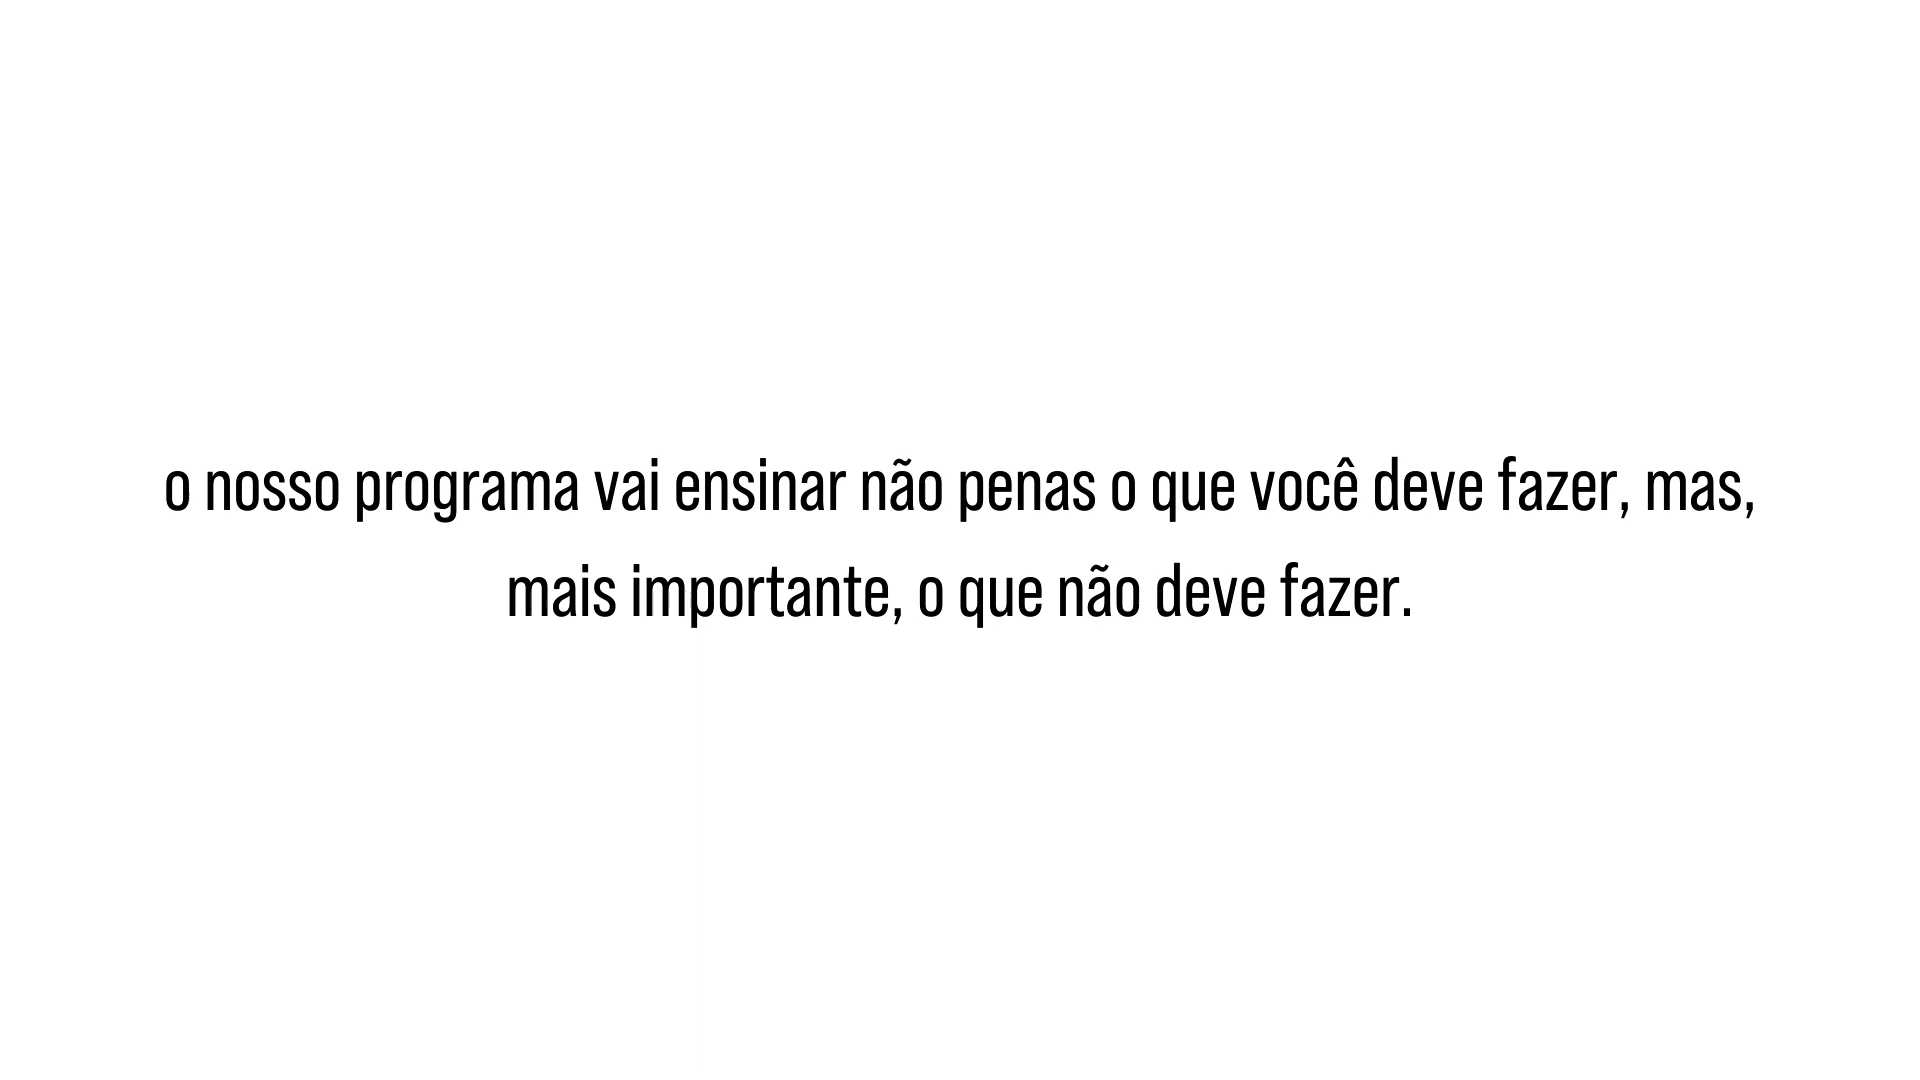 o nosso programa vai ensinar não penas o que você deve fazer, mas,
mais importante, o que não deve fazer.